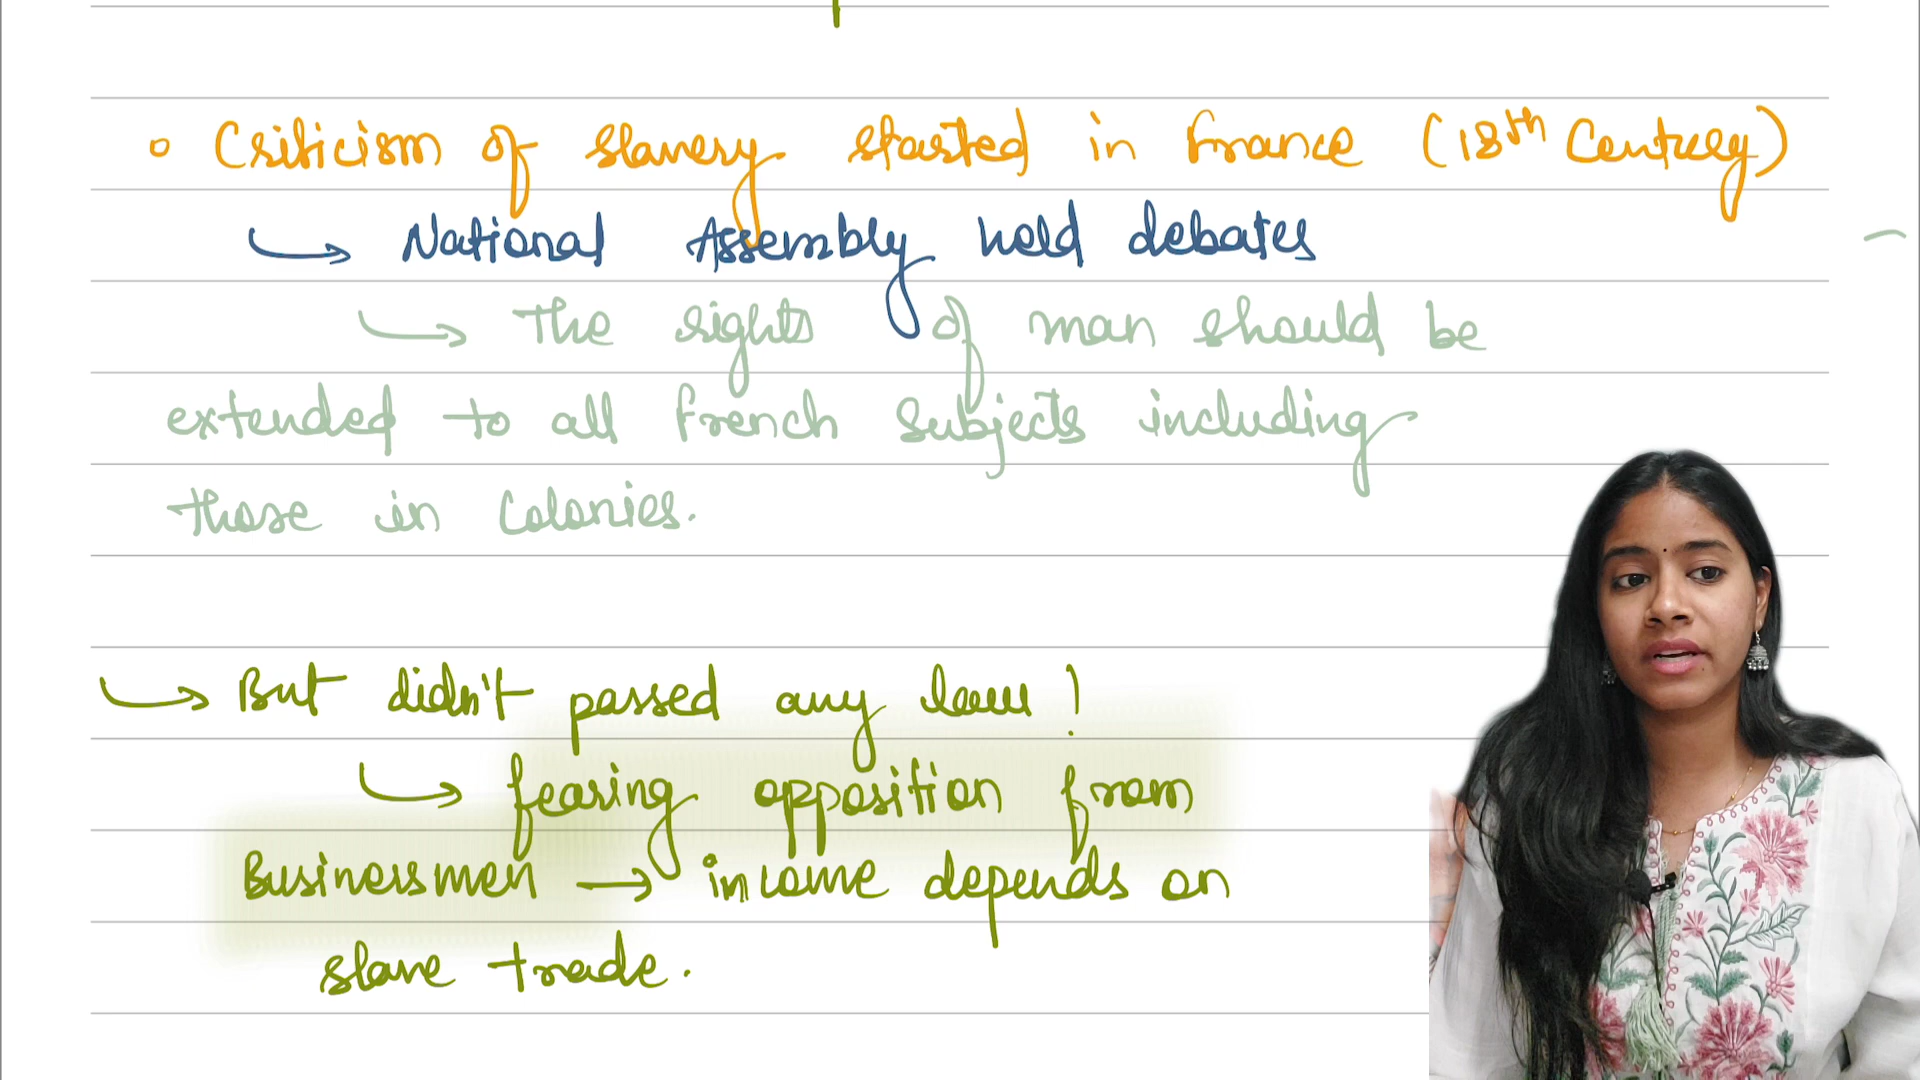 ◦ Criticism of slavery started in France (18th Century)
↳ National Assembly held debates
↳ The rights of man should be
extended to all French Subjects including
those in Colonies.
↳ But didn't passed any law!
↳ fearing opposition from
Businessmen → income depends on
slave trade.